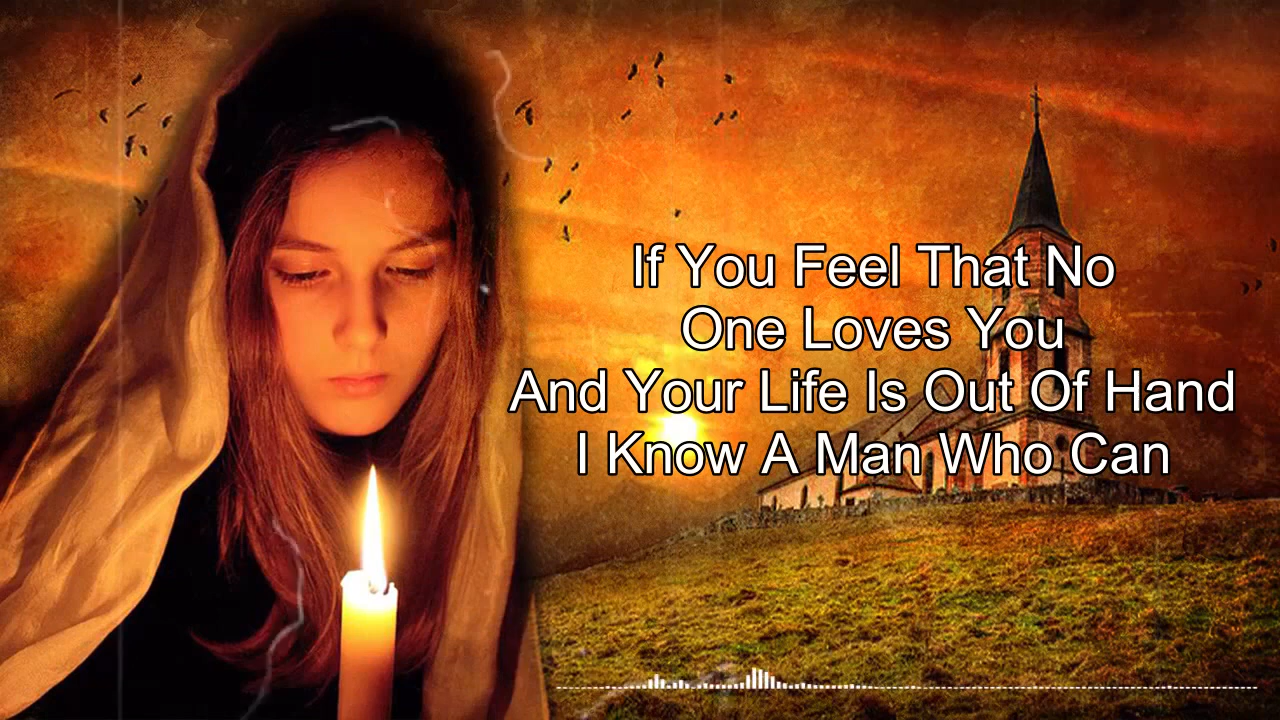 If You Feel That No
One Loves You
And Your Life Is Out Of Hand
I Know A Man Who Can